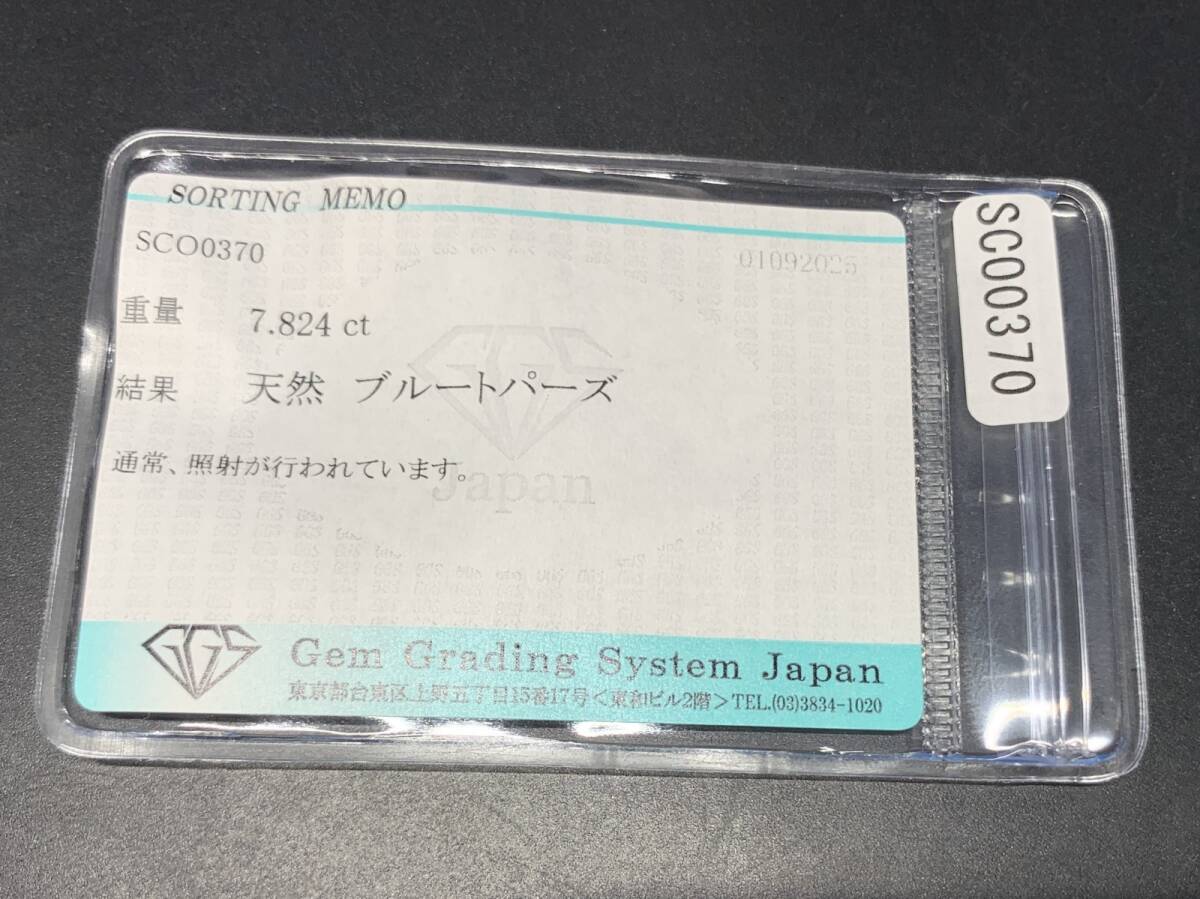 SORTING MEMO
SCO0370
01092025
重量 7.824 ct
結果 天然 ブルートパーズ
通常、照射が行われています。
Japan
GGS
Gem Grading System Japan
東京都台東区上野五丁目15番17号<東和ビル2階>TEL.(03)3834-1020
SCO0370